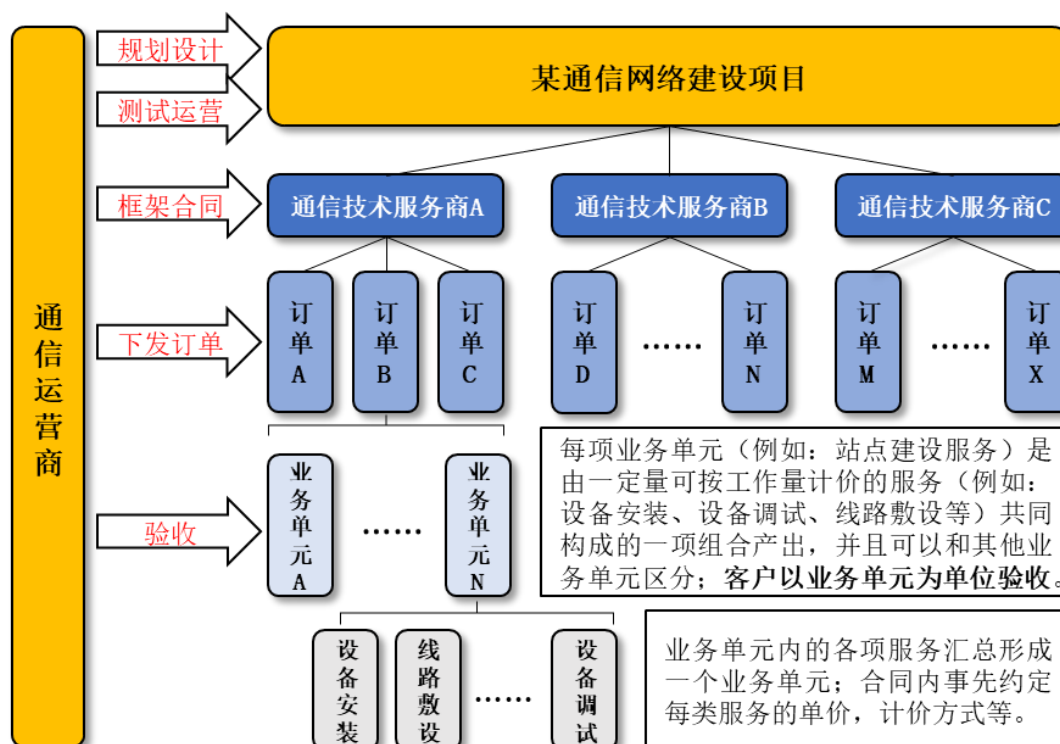 通信运营商
规划设计
测试运营
某通信网络建设项目
框架合同
通信技术服务商A
通信技术服务商B
通信技术服务商C
下发订单
订单A
订单B
订单C
订单D
……
订单N
订单M
……
订单X
验收
业务单元A
……
业务单元N
每项业务单元（例如：站点建设服务）是
由一定量可按工作量计价的服务（例如：
设备安装、设备调试、线路敷设等）共同
构成的一项组合产出，并且可以和其他业
务单元区分；客户以业务单元为单位验收。
设备安装
线路敷设
……
设备调试
业务单元内的各项服务汇总形成
一个业务单元；合同内事先约定
每类服务的单价，计价方式等。